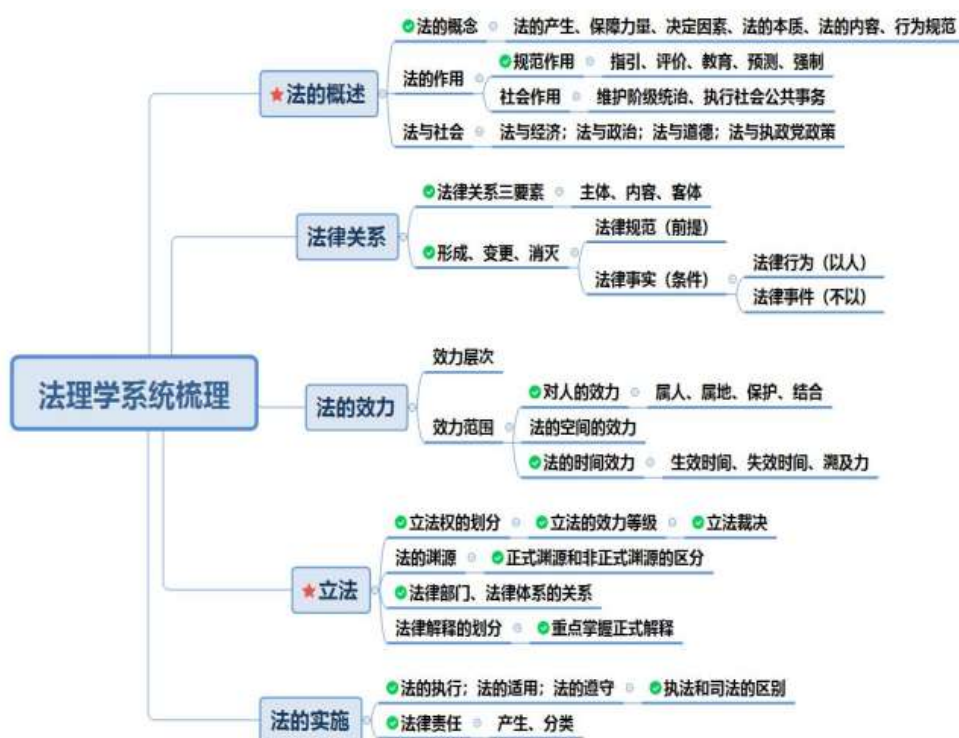 法理学系统梳理
法的概述
法的概念 法的产生、保障力量、决定因素、法的本质、法的内容、行为规范
法的作用
规范作用 指引、评价、教育、预测、强制
社会作用 维护阶级统治、执行社会公共事务
法与社会 法与经济；法与政治；法与道德；法与执政党政策
法律关系
法律关系三要素 主体、内容、客体
形成、变更、消灭
法律规范（前提）
法律事实（条件）
法律行为（以人）
法律事件（不以）
法的效力
效力层次
效力范围
对人的效力 属人、属地、保护、结合
法的空间的效力
法的时间效力 生效时间、失效时间、溯及力
立法
立法权的划分 立法的效力等级 立法裁决
法的渊源 正式渊源和非正式渊源的区分
法律部门、法律体系的关系
法律解释的划分 重点掌握正式解释
法的实施
法的执行；法的适用；法的遵守 执法和司法的区别
法律责任 产生、分类